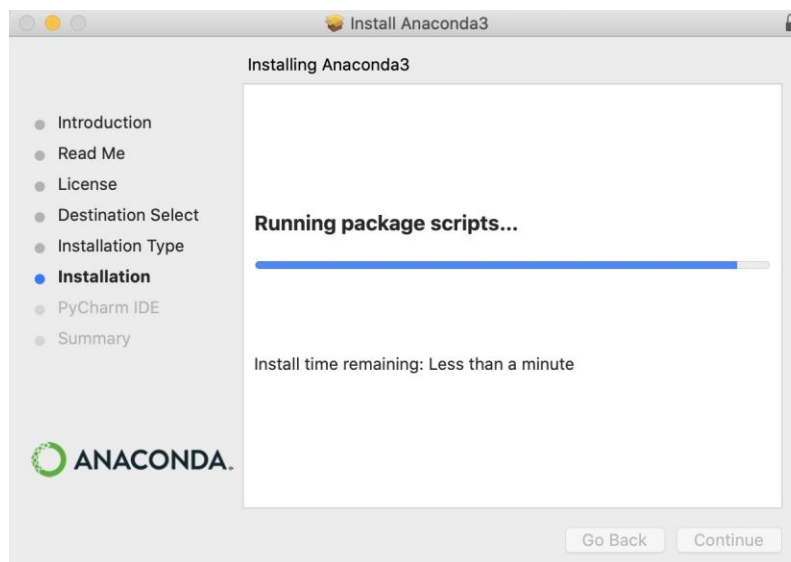 Install Anaconda3
Installing Anaconda3
Introduction
Read Me
License
Destination Select
Installation Type
Installation
PyCharm IDE
Summary
Running package scripts...
Install time remaining: Less than a minute
ANACONDA.
Go Back
Continue